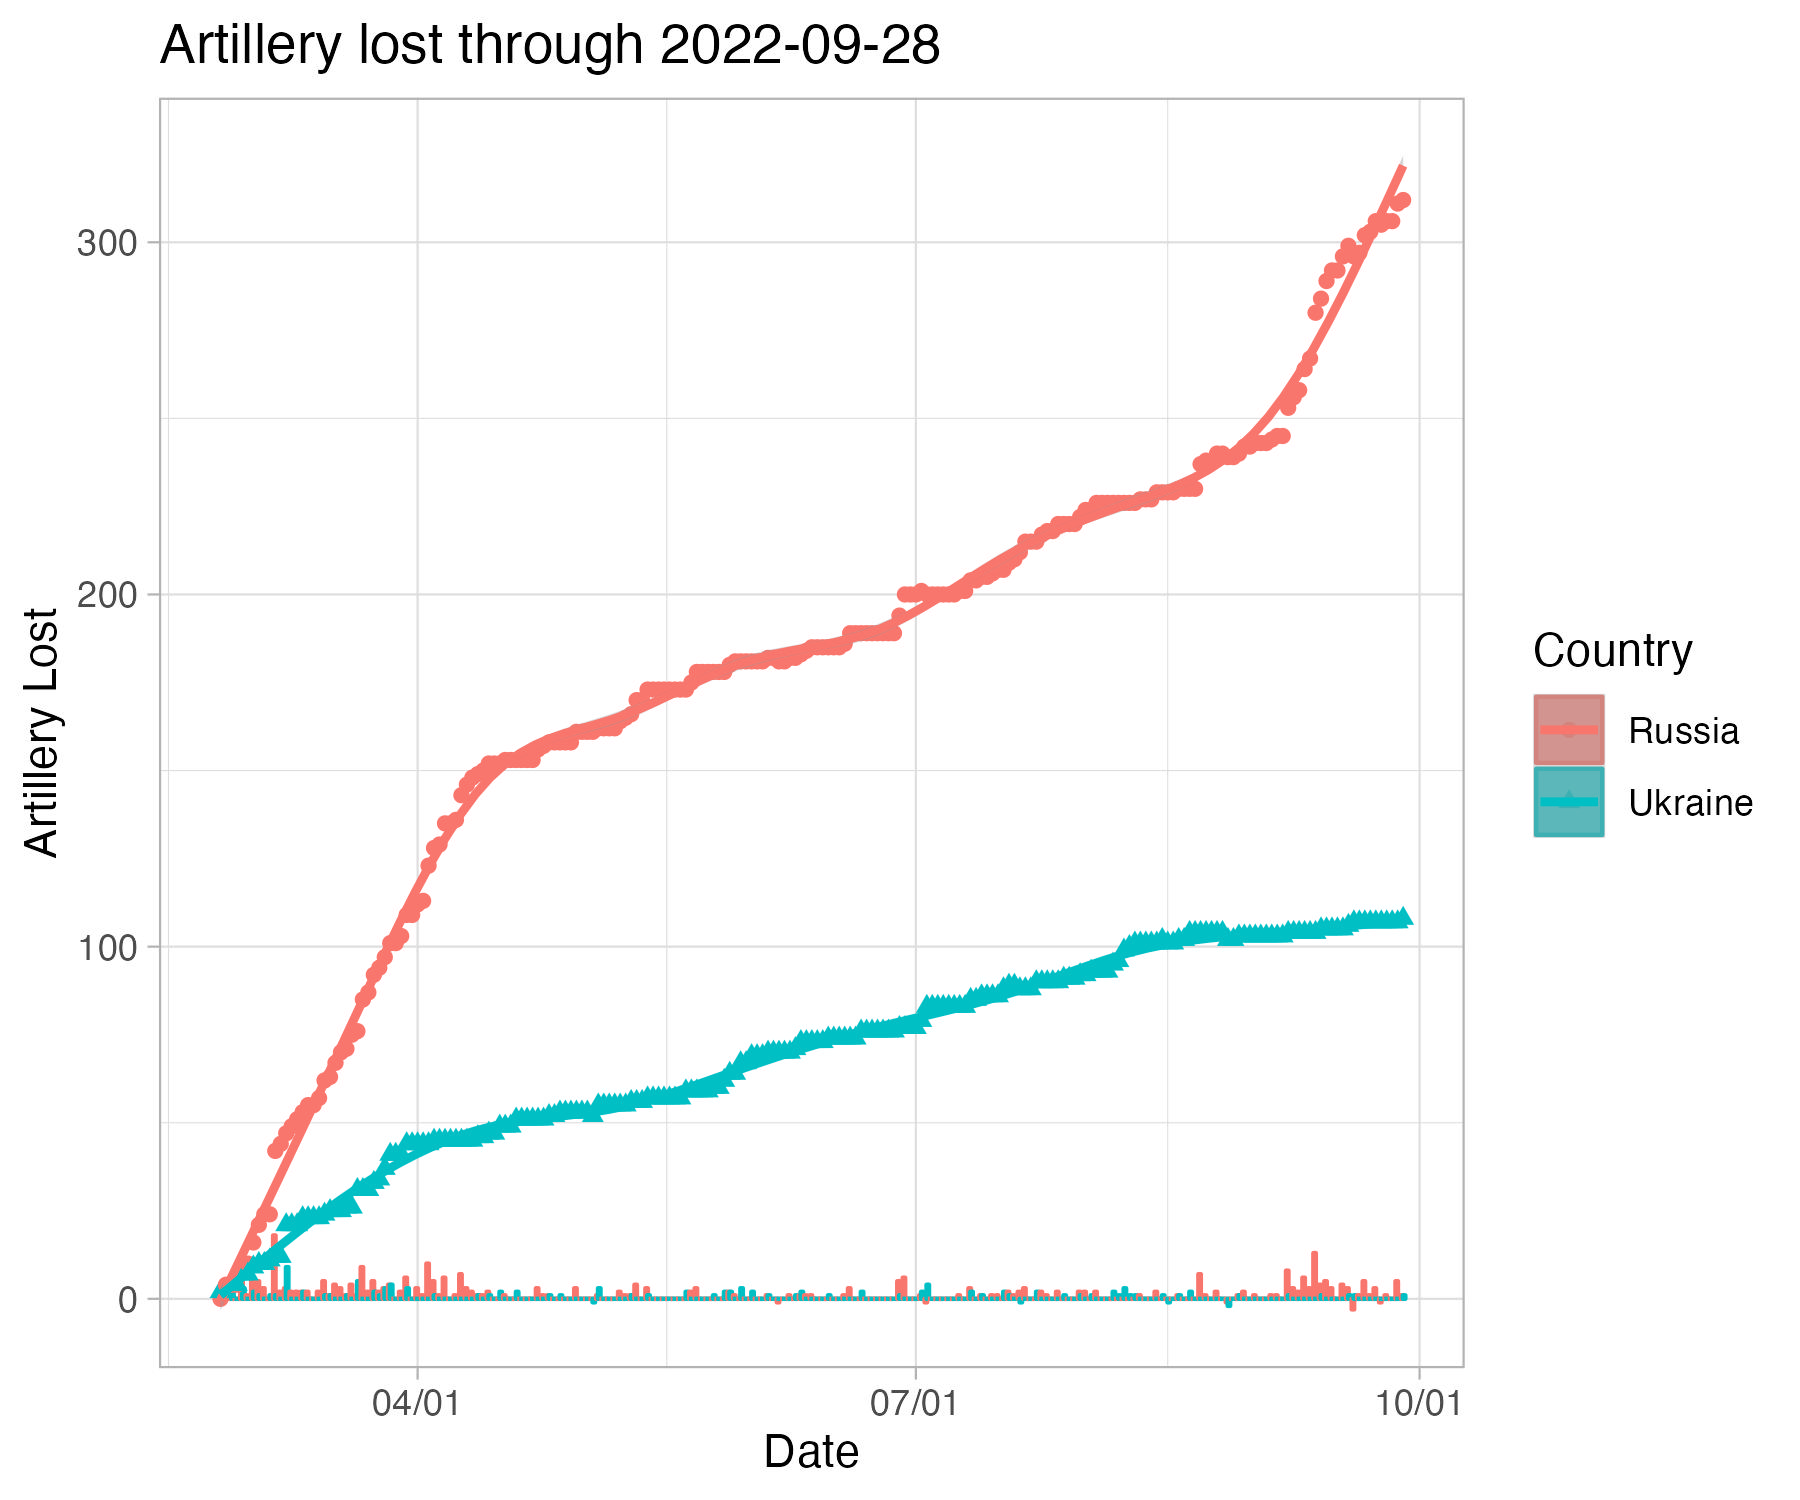 Artillery lost through 2022-09-28
Artillery Lost
300
200
100
0
04/01
07/01
10/01
Date
Country
Russia
Ukraine